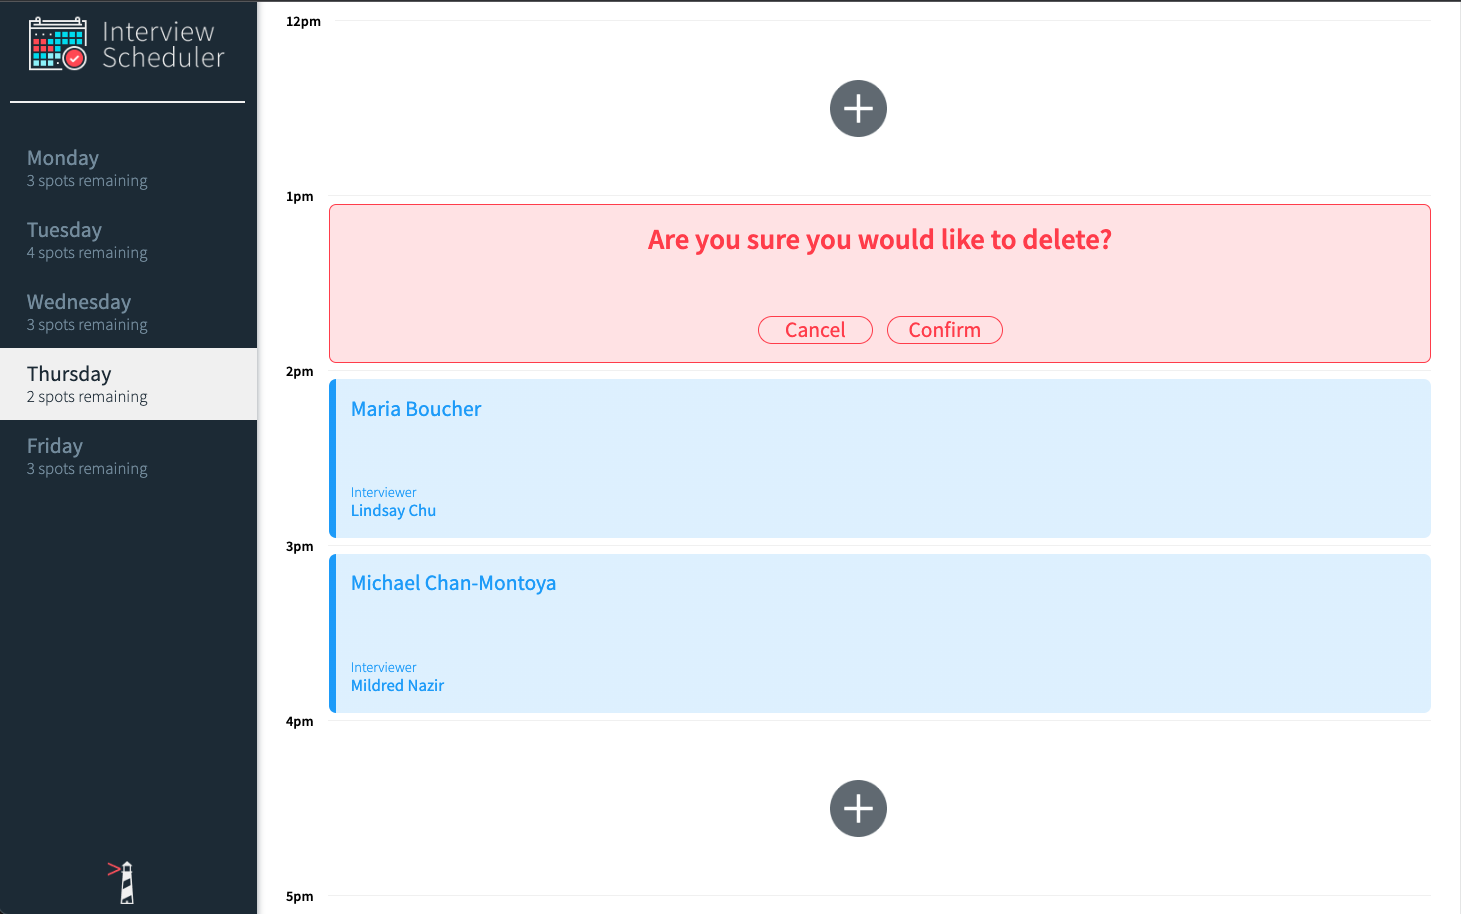 Interview
Scheduler
Monday
3 spots remaining
Tuesday
4 spots remaining
Wednesday
3 spots remaining
Thursday
2 spots remaining
Friday
3 spots remaining
12pm
1pm
Are you sure you would like to delete?
Cancel Confirm
2pm
Maria Boucher
Interviewer
Lindsay Chu
3pm
Michael Chan-Montoya
Interviewer
Mildred Nazir
4pm
5pm